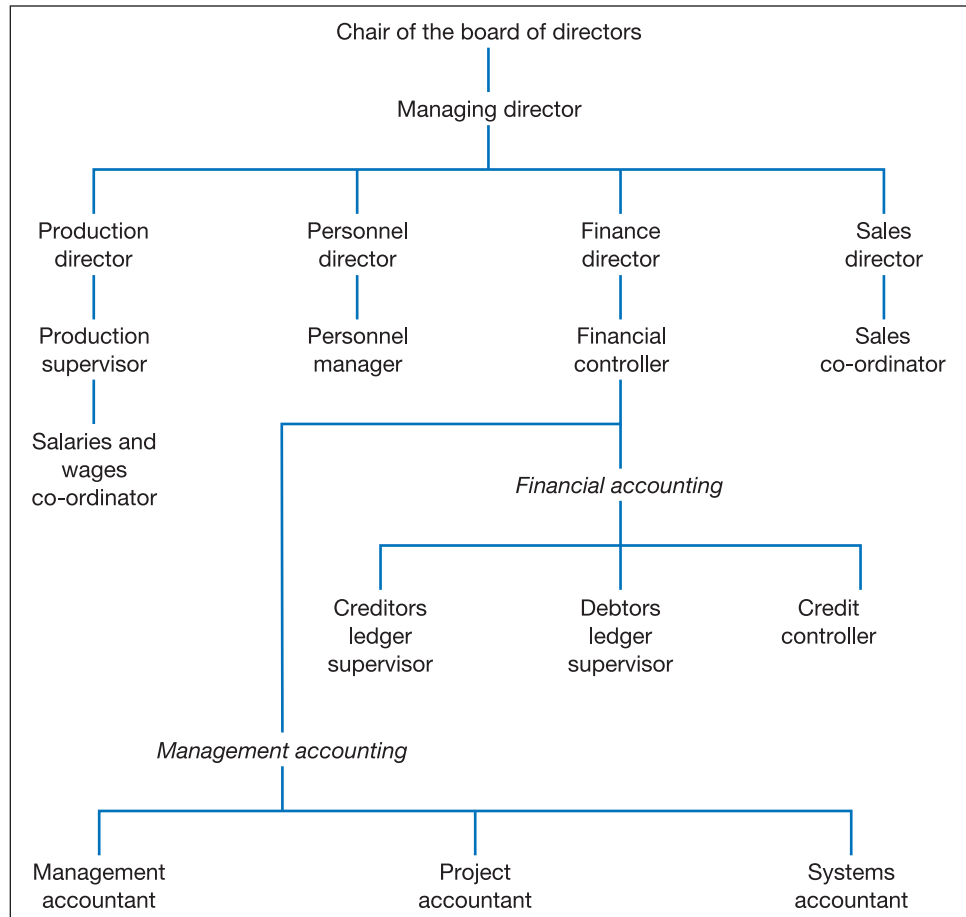 Chair of the board of directors
Managing director
Production
director
Personnel
director
Finance
director
Sales
director
Production
supervisor
Personnel
manager
Financial
controller
Sales
co-ordinator
Salaries and
wages
co-ordinator
Financial accounting
Creditors
ledger
supervisor
Debtors
ledger
supervisor
Credit
controller
Management accounting
Management
accountant
Project
accountant
Systems
accountant